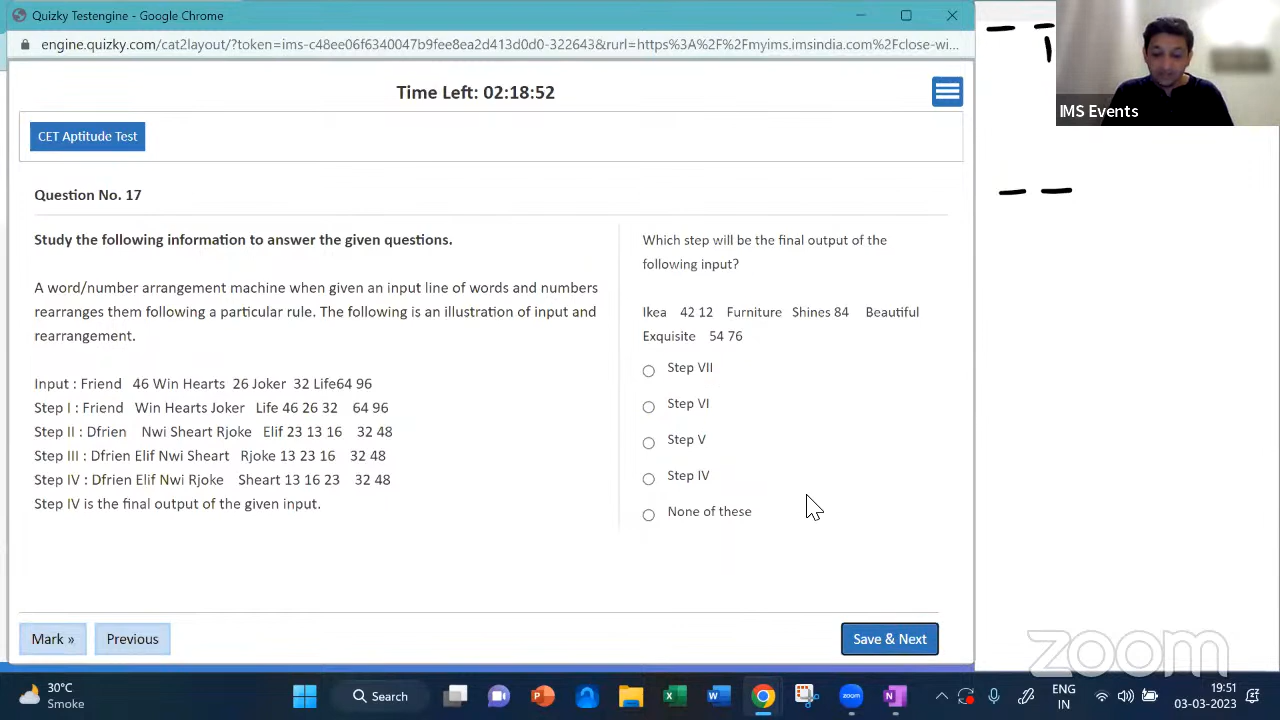 Quizky Testengine - Google Chrome
engine.quizky.com/cat2layout/?token=ims-c48ec06f6340047b9fee8ea2d413d0d0-322643&rurl=https%3A%2F%2Fmyims.imsindia.com%2Fclose-wi...
IMS Events
Time Left: 02:18:52
CET Aptitude Test
Question No. 17
Study the following information to answer the given questions.
A word/number arrangement machine when given an input line of words and numbers
rearranges them following a particular rule. The following is an illustration of input and
rearrangement.
Input : Friend 46 Win Hearts 26 Joker 32 Life64 96
Step I : Friend Win Hearts Joker Life 46 26 32 64 96
Step II : Dfrien Nwi Sheart Rjoke Elif 23 13 16 32 48
Step III : Dfrien Elif Nwi Sheart Rjoke 13 23 16 32 48
Step IV : Dfrien Elif Nwi Rjoke Sheart 13 16 23 32 48
Step IV is the final output of the given input.
Which step will be the final output of the
following input?
Ikea 42 12 Furniture Shines 84 Beautiful
Exquisite 54 76
Step VII
Step VI
Step V
Step IV
None of these
Mark »
Previous
Save & Next
zoom
30°C
Smoke
Search
ENG
IN
19:51
03-03-2023